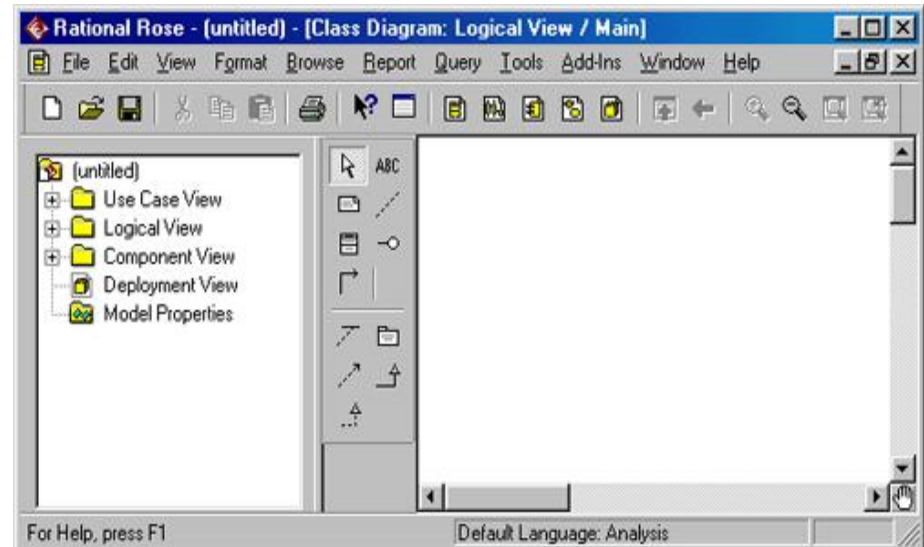 Rational Rose - (untitled) - [Class Diagram: Logical View / Main]
File Edit View Format Browse Report Query Tools Add-Ins Window Help
(untitled)
ABC
Use Case View
Logical View
Component View
Deployment View
Model Properties
For Help, press F1
Default Language: Analysis